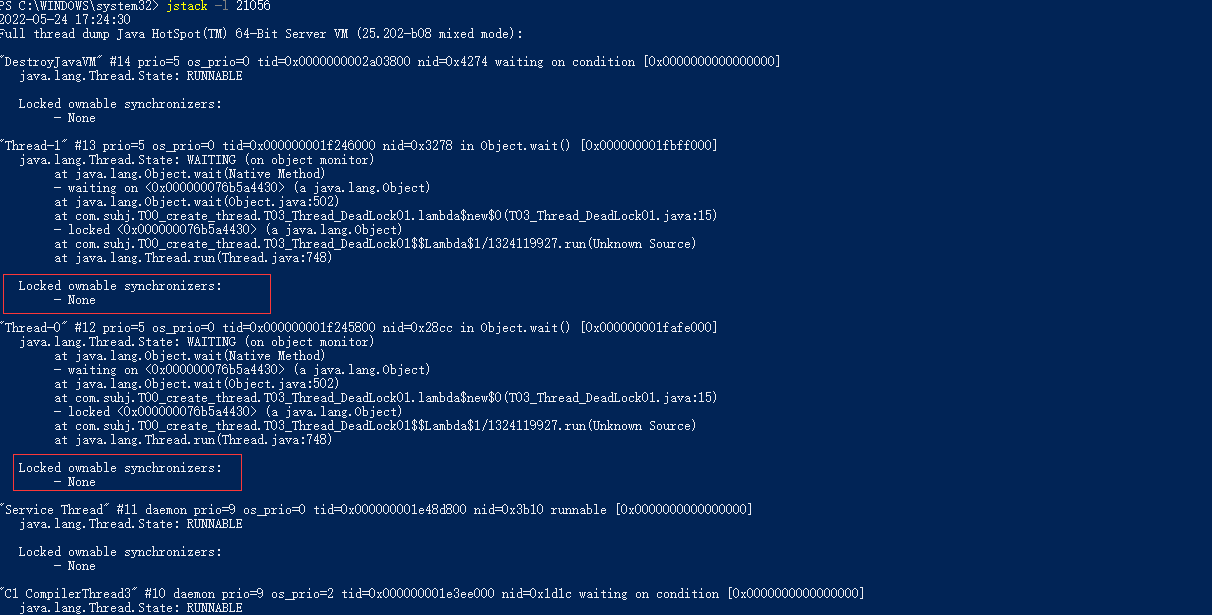 PS C:\WINDOWS\system32> jstack -l 21056
2022-05-24 17:24:30
Full thread dump Java HotSpot(TM) 64-Bit Server VM (25.202-b08 mixed mode):
"DestroyJavaVM" #14 prio=5 os_prio=0 tid=0x0000000002a03800 nid=0x4274 waiting on condition [0x0000000000000000]
java.lang.Thread.State: RUNNABLE
Locked ownable synchronizers:
- None
"Thread-1" #13 prio=5 os_prio=0 tid=0x000000001f246000 nid=0x3278 in Object.wait() [0x000000001fbff000]
java.lang.Thread.State: WAITING (on object monitor)
at java.lang.Object.wait(Native Method)
- waiting on <0x000000076b5a4430> (a java.lang.Object)
at java.lang.Object.wait(Object.java:502)
at com.suhj.T00_create_thread.T03_Thread_DeadLock01.lambda$new$0(T03_Thread_DeadLock01.java:15)
- locked <0x000000076b5a4430> (a java.lang.Object)
at com.suhj.T00_create_thread.T03_Thread_DeadLock01$$Lambda$1/1324119927.run(Unknown Source)
at java.lang.Thread.run(Thread.java:748)
Locked ownable synchronizers:
- None
"Thread-0" #12 prio=5 os_prio=0 tid=0x000000001f245800 nid=0x28cc in Object.wait() [0x000000001fafe000]
java.lang.Thread.State: WAITING (on object monitor)
at java.lang.Object.wait(Native Method)
- waiting on <0x000000076b5a4430> (a java.lang.Object)
at java.lang.Object.wait(Object.java:502)
at com.suhj.T00_create_thread.T03_Thread_DeadLock01.lambda$new$0(T03_Thread_DeadLock01.java:15)
- locked <0x000000076b5a4430> (a java.lang.Object)
at com.suhj.T00_create_thread.T03_Thread_DeadLock01$$Lambda$1/1324119927.run(Unknown Source)
at java.lang.Thread.run(Thread.java:748)
Locked ownable synchronizers:
- None
"Service Thread" #11 daemon prio=9 os_prio=0 tid=0x000000001e48d800 nid=0x3b10 runnable [0x0000000000000000]
java.lang.Thread.State: RUNNABLE
Locked ownable synchronizers:
- None
"C1 CompilerThread3" #10 daemon prio=9 os_prio=2 tid=0x000000001e3ee000 nid=0x1d1c waiting on condition [0x0000000000000000]
java.lang.Thread.State: RUNNABLE